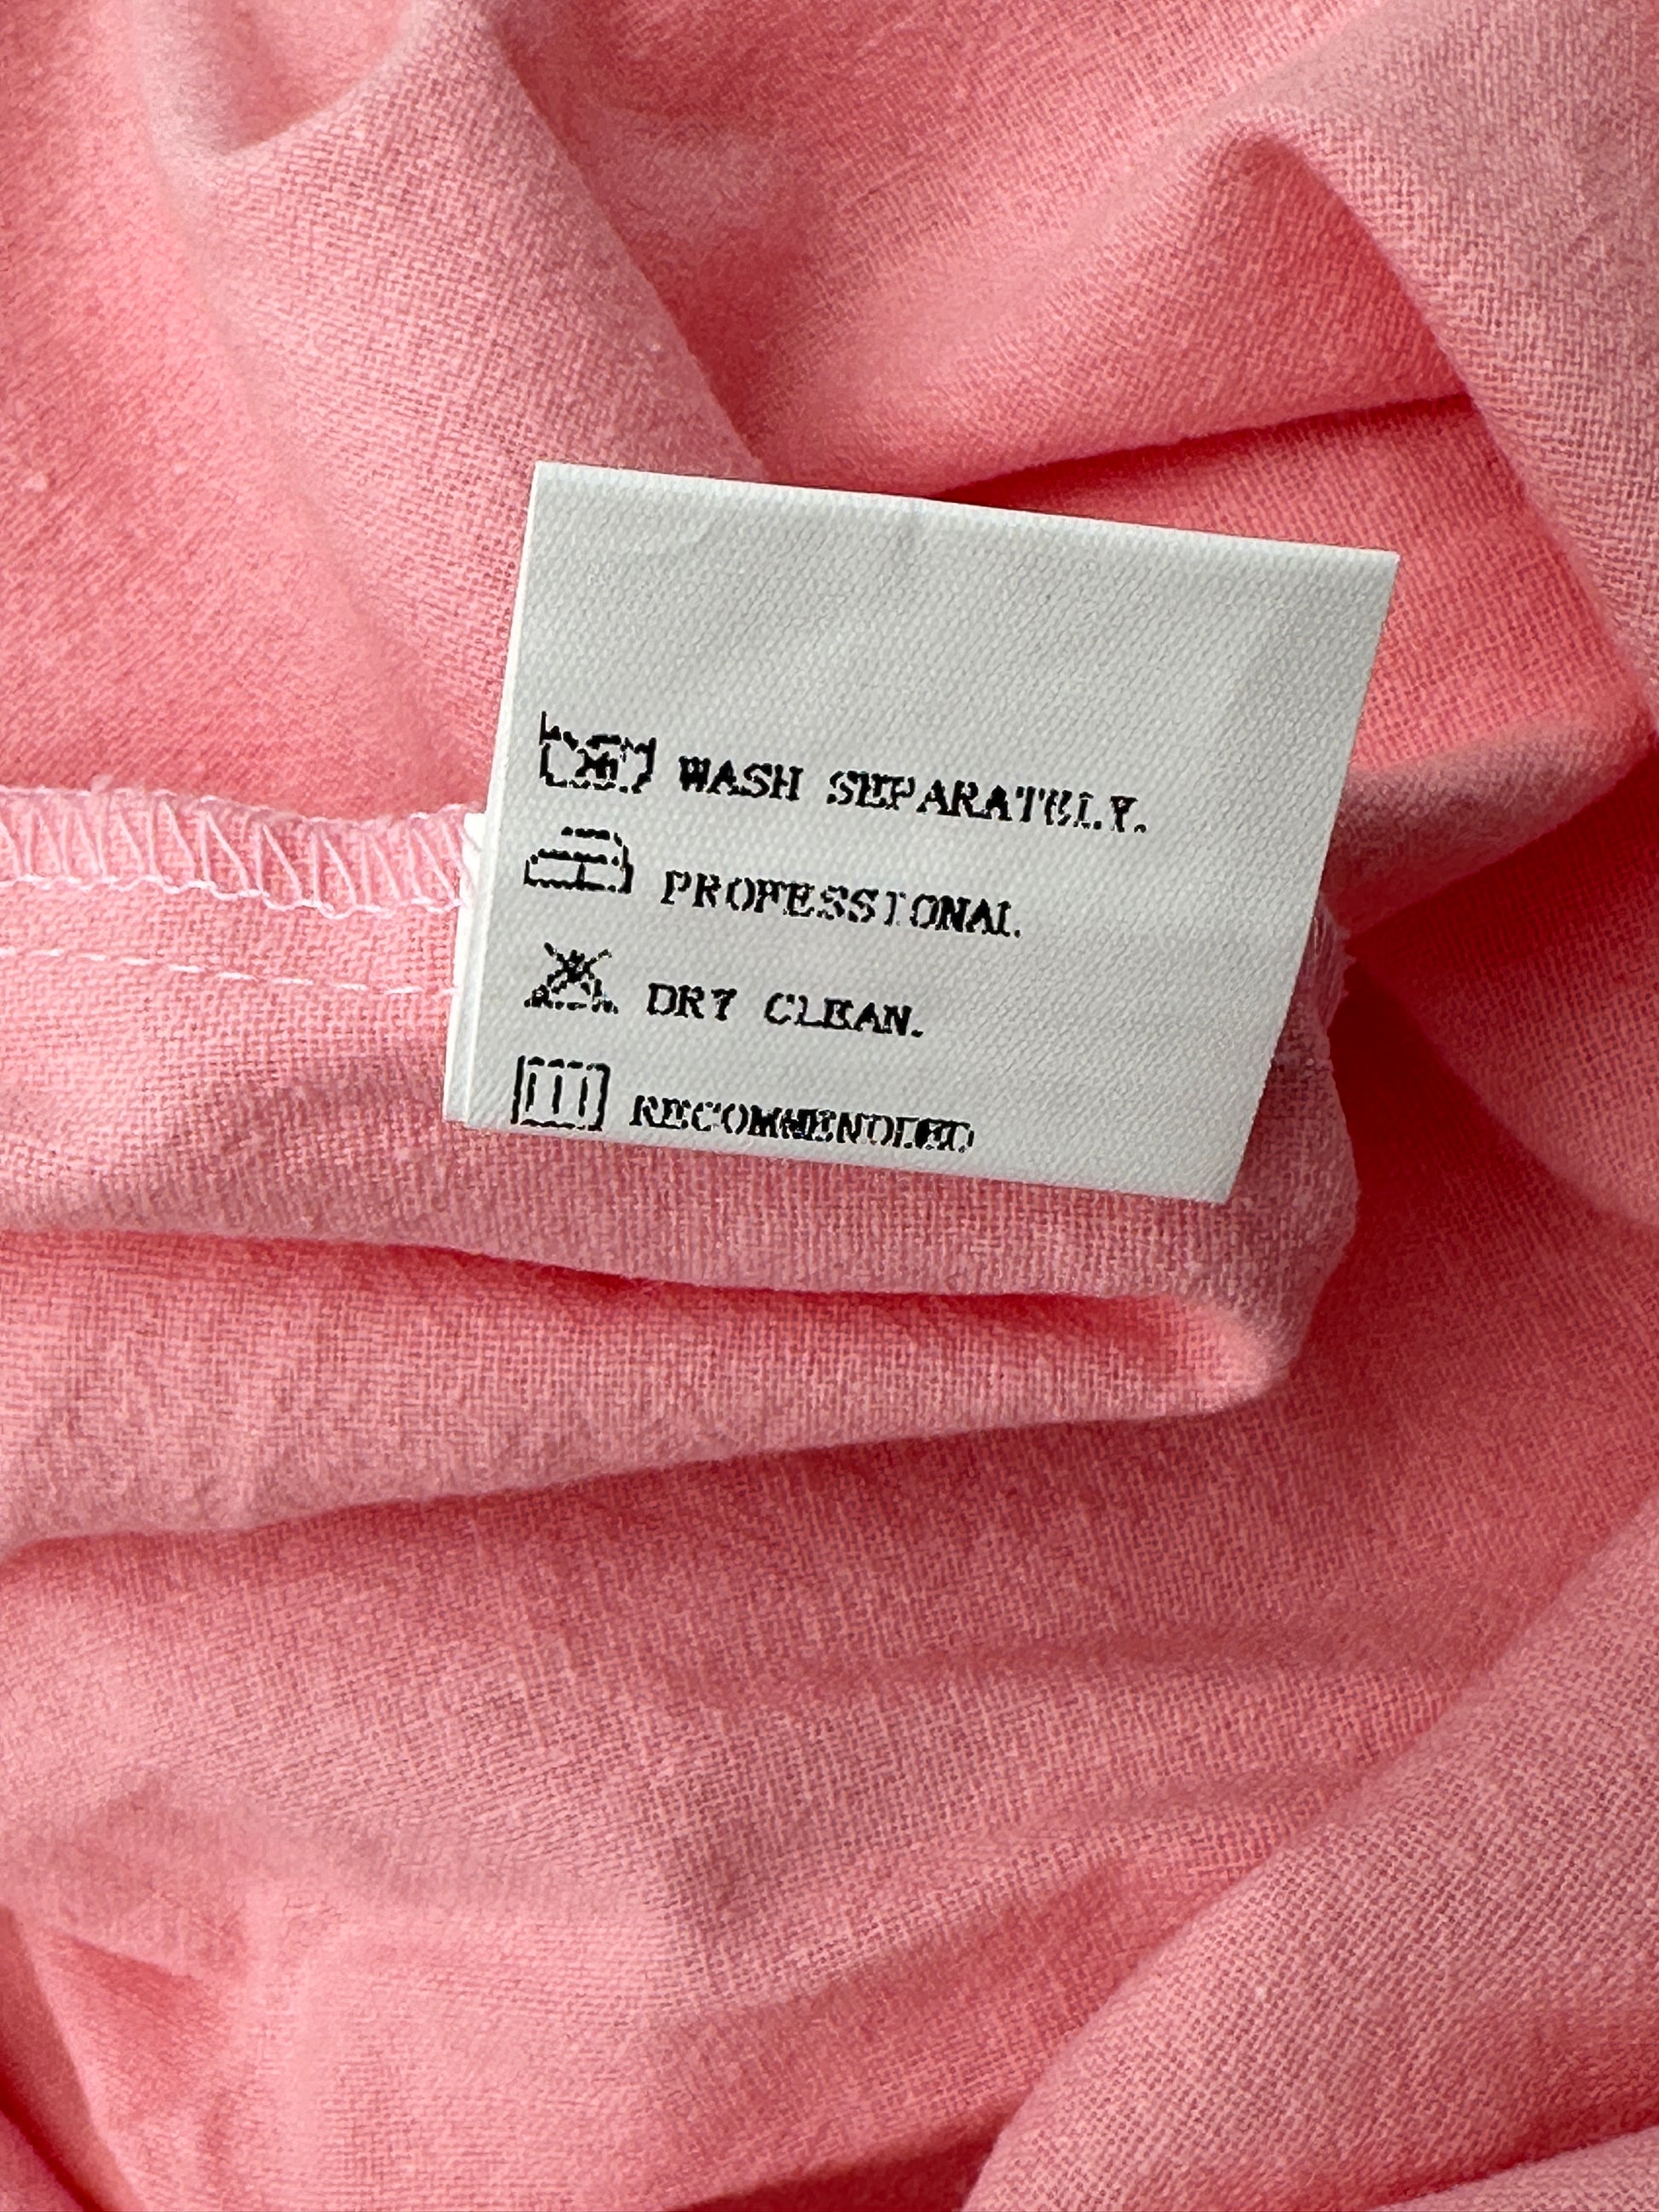 WASH SEPARATELY.
PROFESSIONAL
DRY CLEAN.
RECOMMENDED